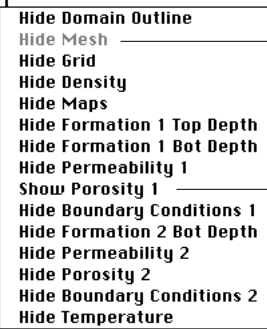 Hide Domain Outline
Hide Mesh
Hide Grid
Hide Density
Hide Maps
Hide Formation 1 Top Depth
Hide Formation 1 Bot Depth
Hide Permeability 1
Show Porosity 1
Hide Boundary Conditions 1
Hide Formation 2 Bot Depth
Hide Permeability 2
Hide Porosity 2
Hide Boundary Conditions 2
Hide Temperature